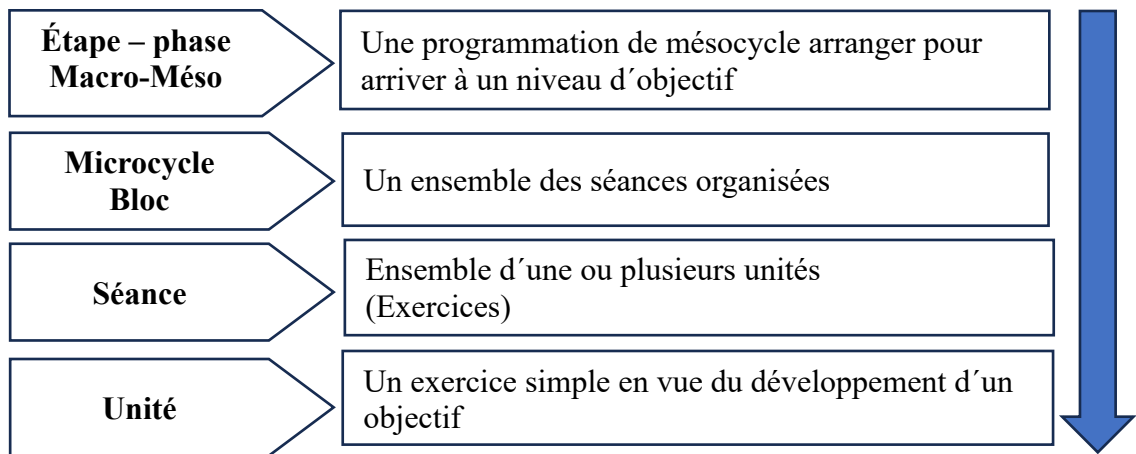 Étape – phase
Macro-Méso
Une programmation de mésocycle arranger pour
arriver à un niveau d´objectif
Microcycle
Bloc
Un ensemble des séances organisées
Séance
Ensemble d´une ou plusieurs unités
(Exercices)
Unité
Un exercice simple en vue du développement d´un
objectif